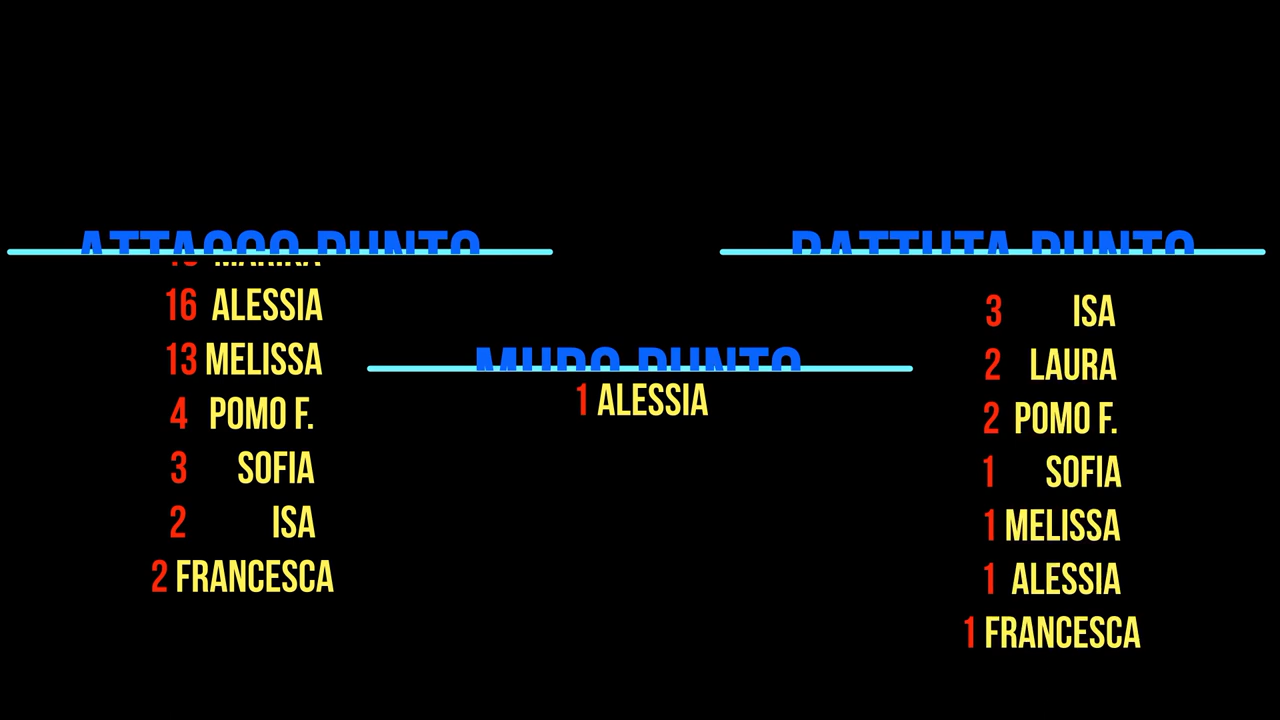 ATTACCO PUNTO
16 ALESSIA
13 MELISSA
4 POMO F.
3 SOFIA
2 ISA
2 FRANCESCA
MURO PUNTO
1 ALESSIA
BATTUTA PUNTO
3 ISA
2 LAURA
2 POMO F.
1 SOFIA
1 MELISSA
1 ALESSIA
1 FRANCESCA